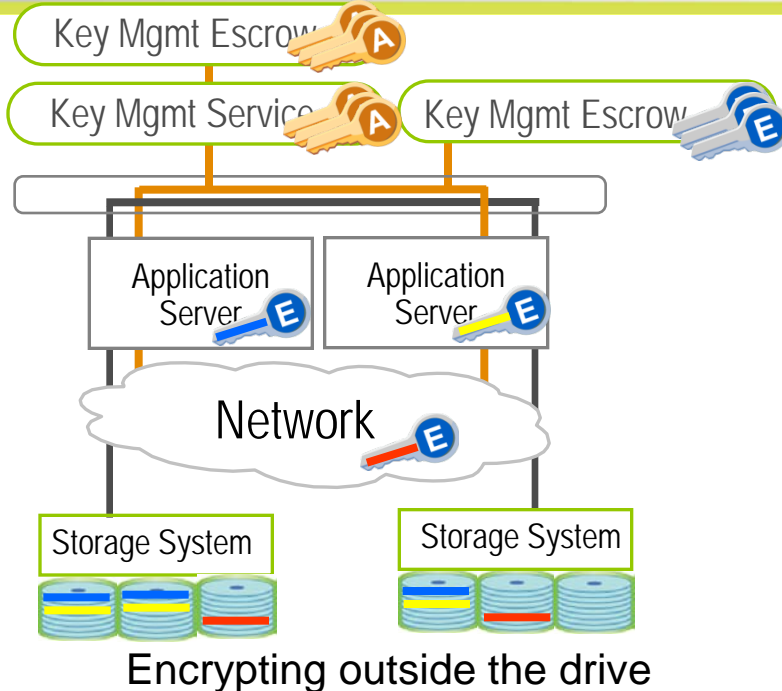 Key Mgmt Escrow A
Key Mgmt Service A
Key Mgmt Escrow E
Application
Server E
Application
Server E
Network E
Storage System
Storage System
Encrypting outside the drive